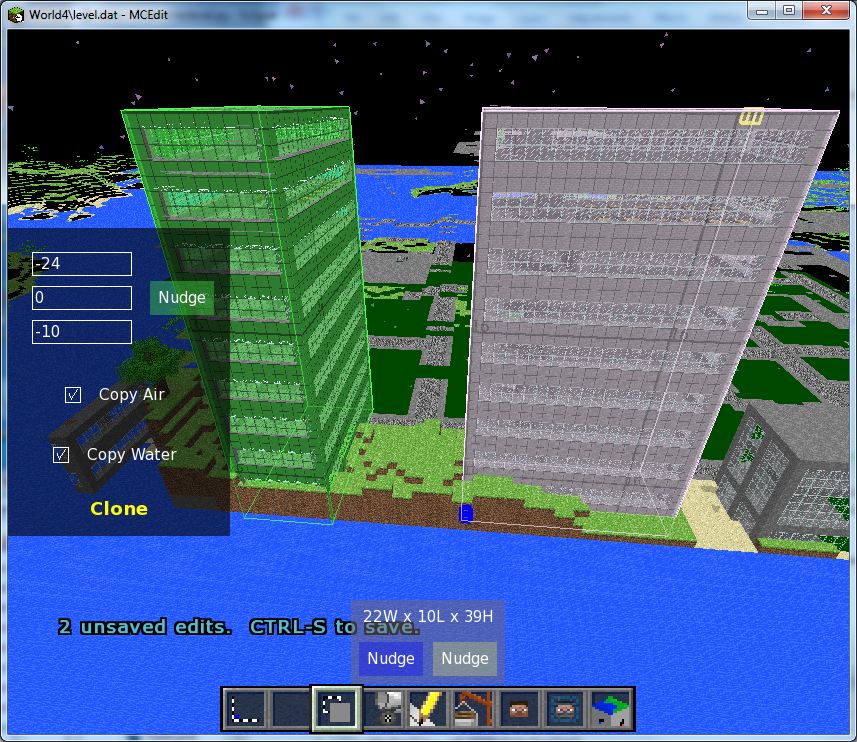 World4\level.dat - MCEdit
-24
0
Nudge
-10
Copy Air
Copy Water
Clone
2 unsaved edits. CTRL-S to save.
22W x 10L x 39H
Nudge
Nudge